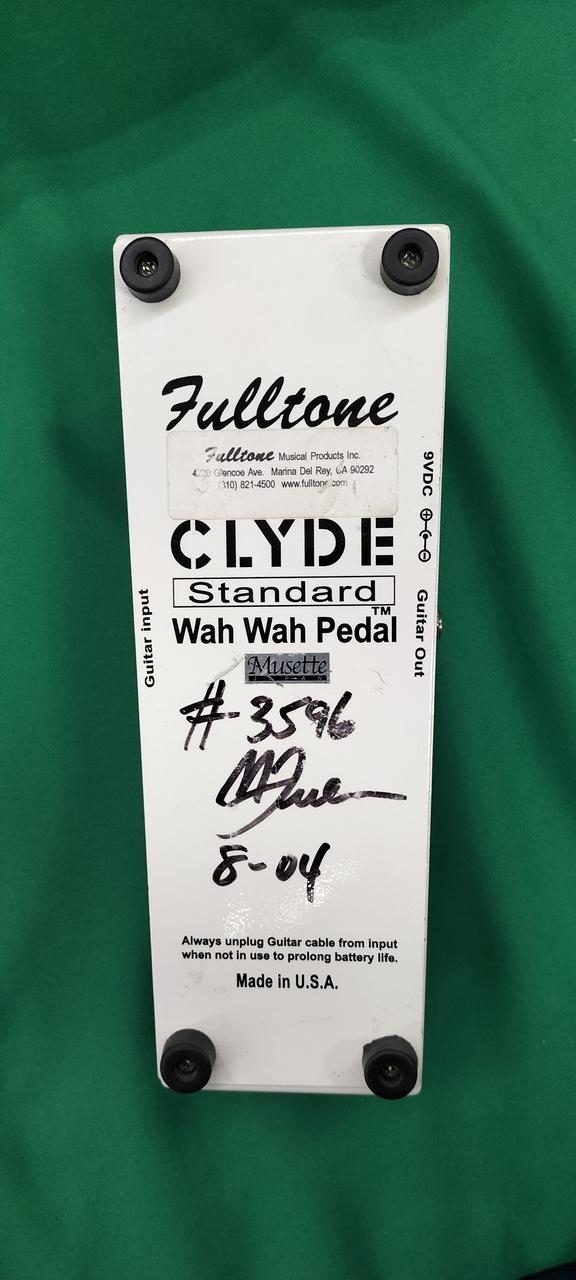 Fulltone
Fulltone Musical Products Inc.
Glencoe Ave. Marina Del Rey, CA 90292
(310) 821-4500 www.fulltone.com
CLYDE
Standard
Wah Wah Pedal™
Musette
JAPAN
#3596
8-04
Always unplug Guitar cable from input
when not in use to prolong battery life.
Made in U.S.A.
Guitar input
9VDC
Guitar Out